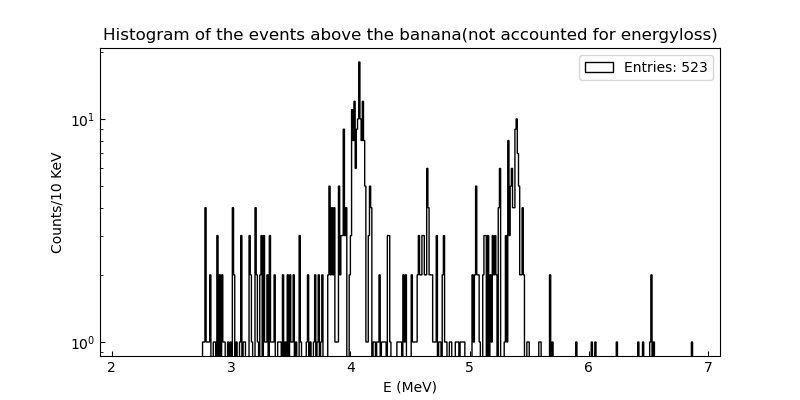 Histogram of the events above the banana(not accounted for energyloss)
Entries: 523
Counts/10 KeV
10¹
10⁰
2 3 4 5 6 7
E (MeV)